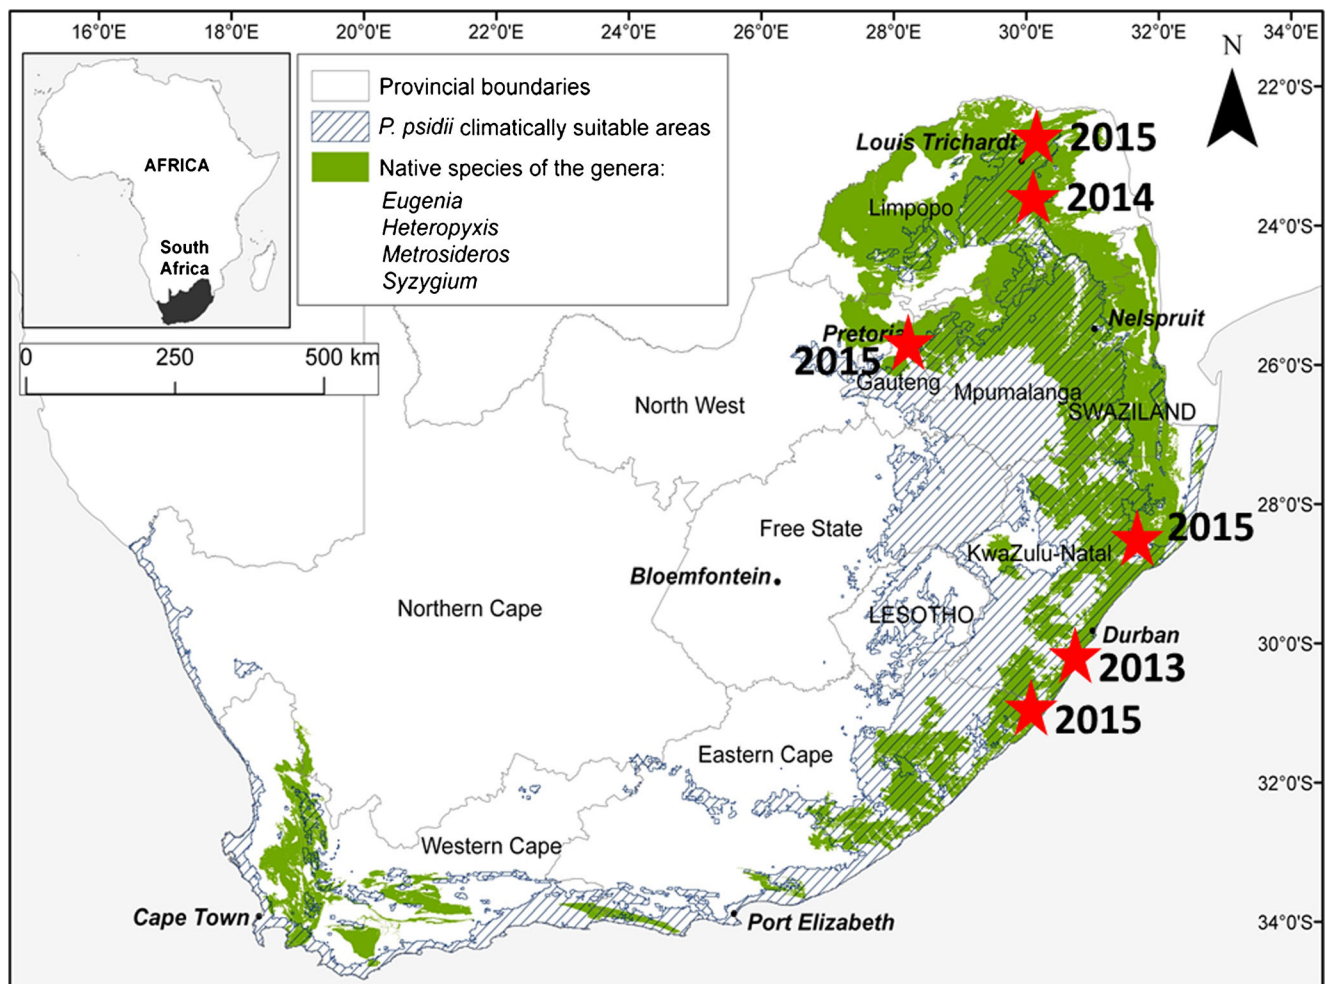 16°0'E 18°0'E 20°0'E 22°0'E 24°0'E 26°0'E 28°0'E 30°0'E 32°0'E 34°0'E
N
AFRICA
South
Africa
Provincial boundaries
P. psidii climatically suitable areas
Native species of the genera:
Eugenia
Heteropyxis
Metrosideros
Syzygium
0 250 500 km
22°0'S
24°0'S
26°0'S
28°0'S
30°0'S
32°0'S
34°0'S
Louis Trichardt
2015
2014
Limpopo
Nelspruit
Pretoria
2015
Gauteng
Mpumalanga
SWAZILAND
North West
Free State
2015
KwaZulu-Natal
Bloemfontein
Northern Cape
LESOTHO
Durban
2013
2015
Eastern Cape
Western Cape
Cape Town
Port Elizabeth